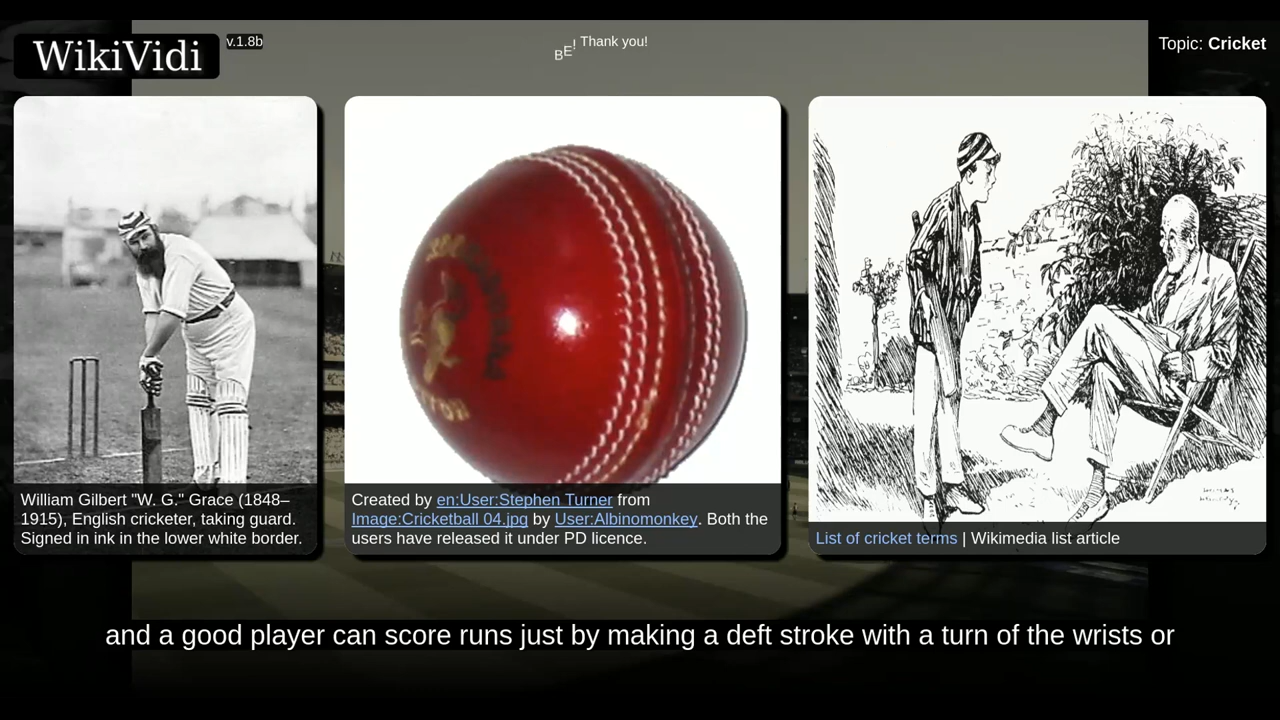 WikiVidi
v.1.8b
BE! Thank you!
Topic: Cricket
William Gilbert "W. G." Grace (1848–
1915), English cricketer, taking guard.
Signed in ink in the lower white border.
Created by en:User:Stephen Turner from
Image:Cricketball 04.jpg by User:Albinomonkey. Both the
users have released it under PD licence.
List of cricket terms | Wikimedia list article
and a good player can score runs just by making a deft stroke with a turn of the wrists or